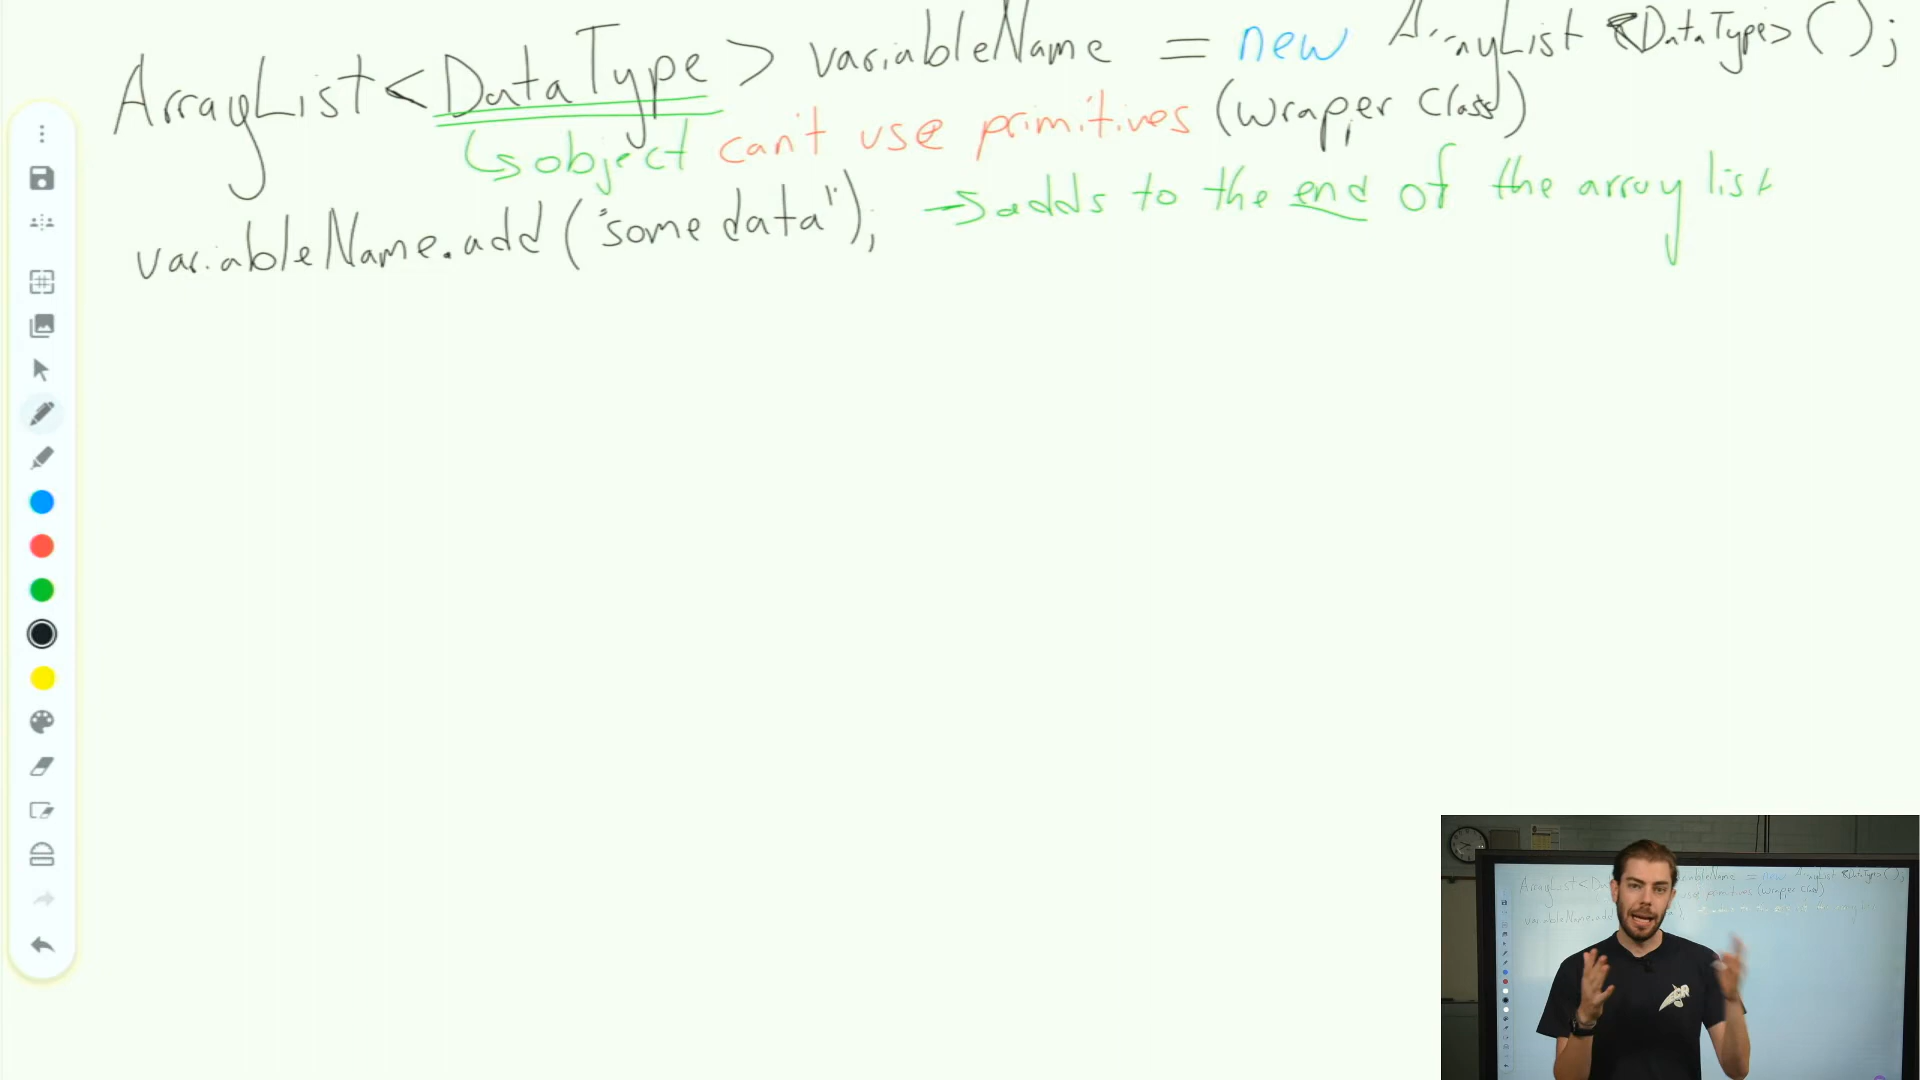 ArrayList<DataType> variableName = new ArrayList <DataType>();
↳object can't use primitives (wraper Class)
variableName.add("some data"); →adds to the end of the array list